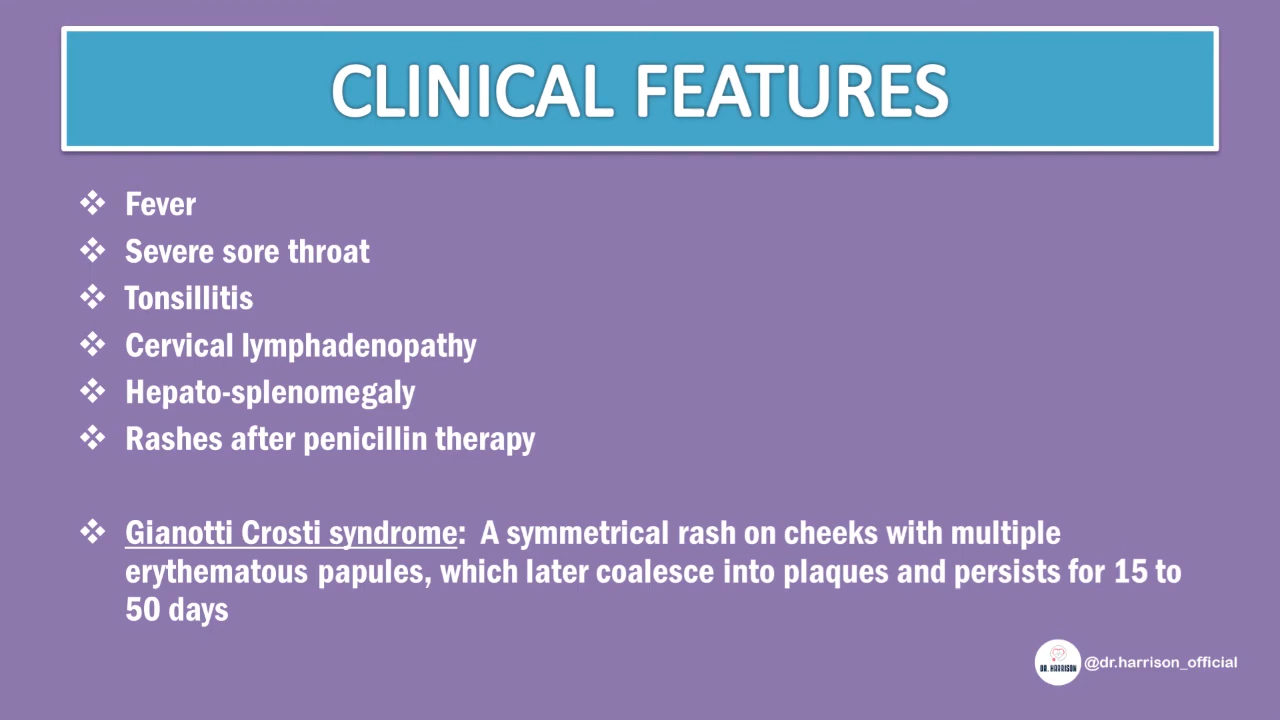 CLINICAL FEATURES
❖ Fever
❖ Severe sore throat
❖ Tonsillitis
❖ Cervical lymphadenopathy
❖ Hepato-splenomegaly
❖ Rashes after penicillin therapy
❖ Gianotti Crosti syndrome: A symmetrical rash on cheeks with multiple
erythematous papules, which later coalesce into plaques and persists for 15 to
50 days
DR. HARRISON
@dr.harrison_official